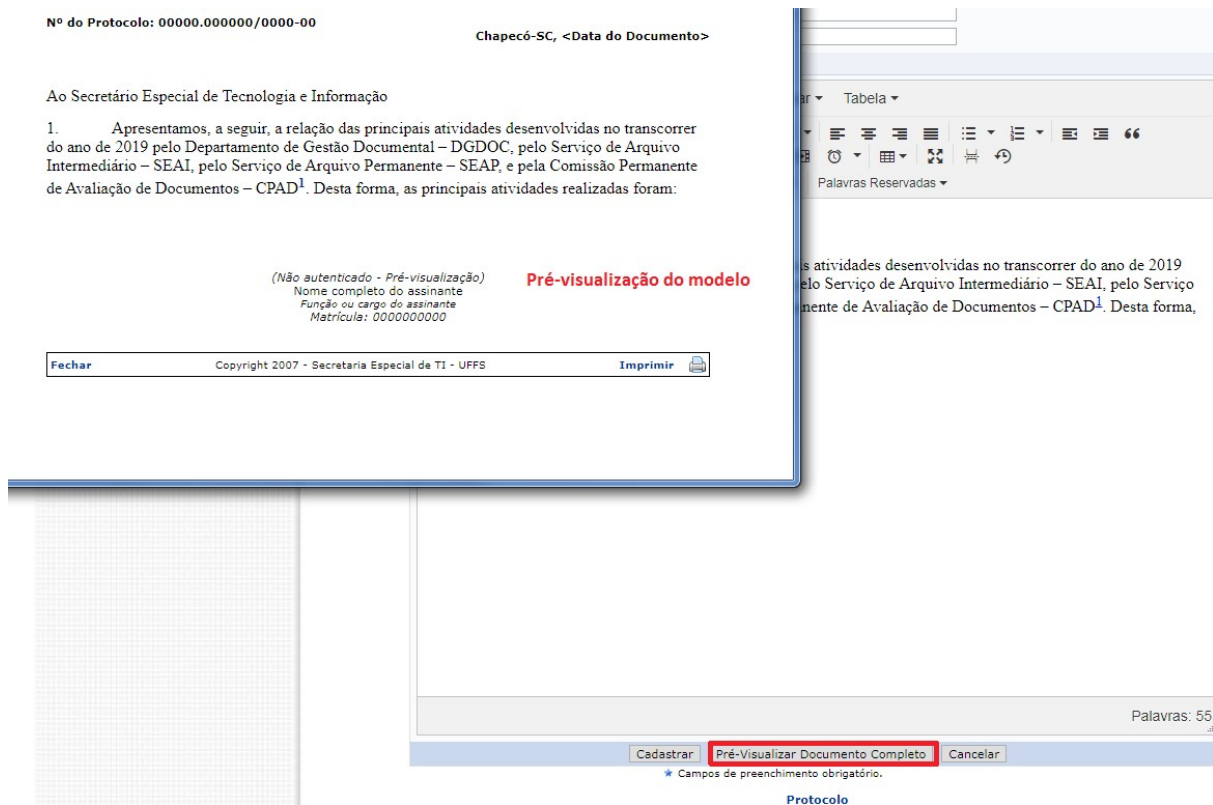 Nº do Protocolo: 00000.000000/0000-00
Chapecó-SC, <Data do Documento>
Ao Secretário Especial de Tecnologia e Informação
1. Apresentamos, a seguir, a relação das principais atividades desenvolvidas no transcorrer
do ano de 2019 pelo Departamento de Gestão Documental – DGDOC, pelo Serviço de Arquivo
Intermediário – SEAI, pelo Serviço de Arquivo Permanente – SEAP, e pela Comissão Permanente
de Avaliação de Documentos – CPAD1. Desta forma, as principais atividades realizadas foram:
(Não autenticado - Pré-visualização)
Nome completo do assinante
Função ou cargo do assinante
Matrícula: 0000000000
Pré-visualização do modelo
Fechar Copyright 2007 - Secretaria Especial de TI - UFFS Imprimir
ar Tabela
Palavras Reservadas
is atividades desenvolvidas no transcorrer do ano de 2019
elo Serviço de Arquivo Intermediário – SEAI, pelo Serviço
nente de Avaliação de Documentos – CPAD1. Desta forma,
Palavras: 55
Cadastrar Pré-Visualizar Documento Completo Cancelar
★ Campos de preenchimento obrigatório.
Protocolo